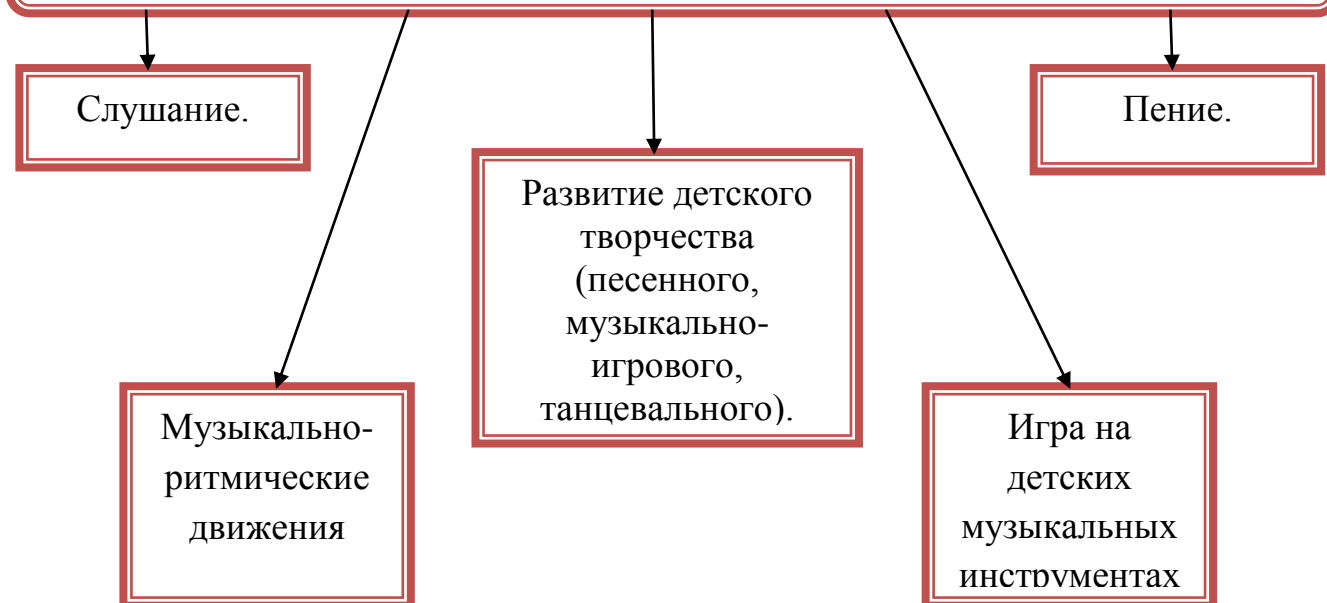 Слушание.
Пение.
Развитие детского
творчества
(песенного,
музыкально-
игрового,
танцевального).
Музыкально-
ритмические
движения
Игра на
детских
музыкальных
инструментах